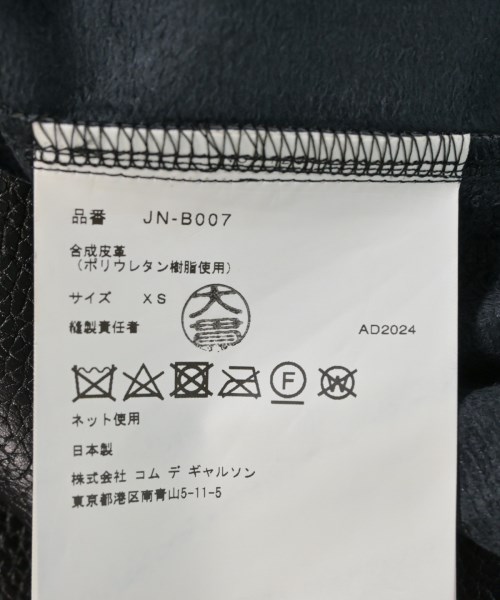 品番 JN-B007
合成皮革
（ポリウレタン樹脂使用）
サイズ XS
大貫
縫製責任者
AD2024
F
W
ネット使用
日本製
株式会社 コム デ ギャルソン
東京都港区南青山5-11-5